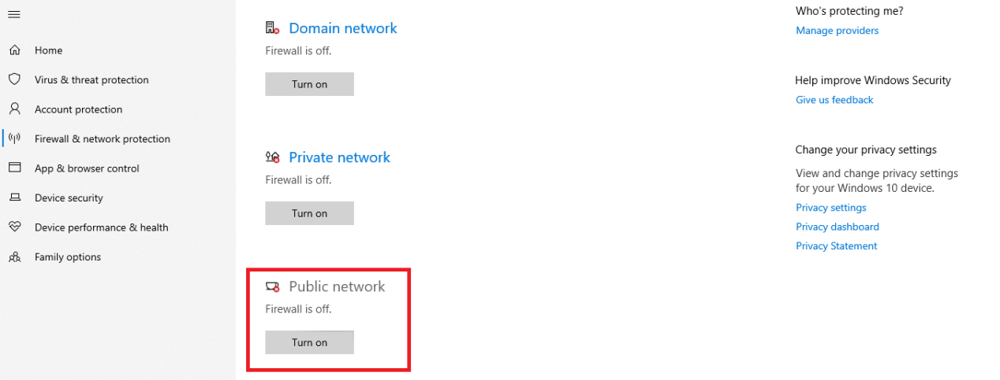 Home
Virus & threat protection
Account protection
Firewall & network protection
App & browser control
Device security
Device performance & health
Family options
Domain network
Firewall is off.
Turn on
Private network
Firewall is off.
Turn on
Public network
Firewall is off.
Turn on
Who's protecting me?
Manage providers
Help improve Windows Security
Give us feedback
Change your privacy settings
View and change privacy settings
for your Windows 10 device.
Privacy settings
Privacy dashboard
Privacy Statement